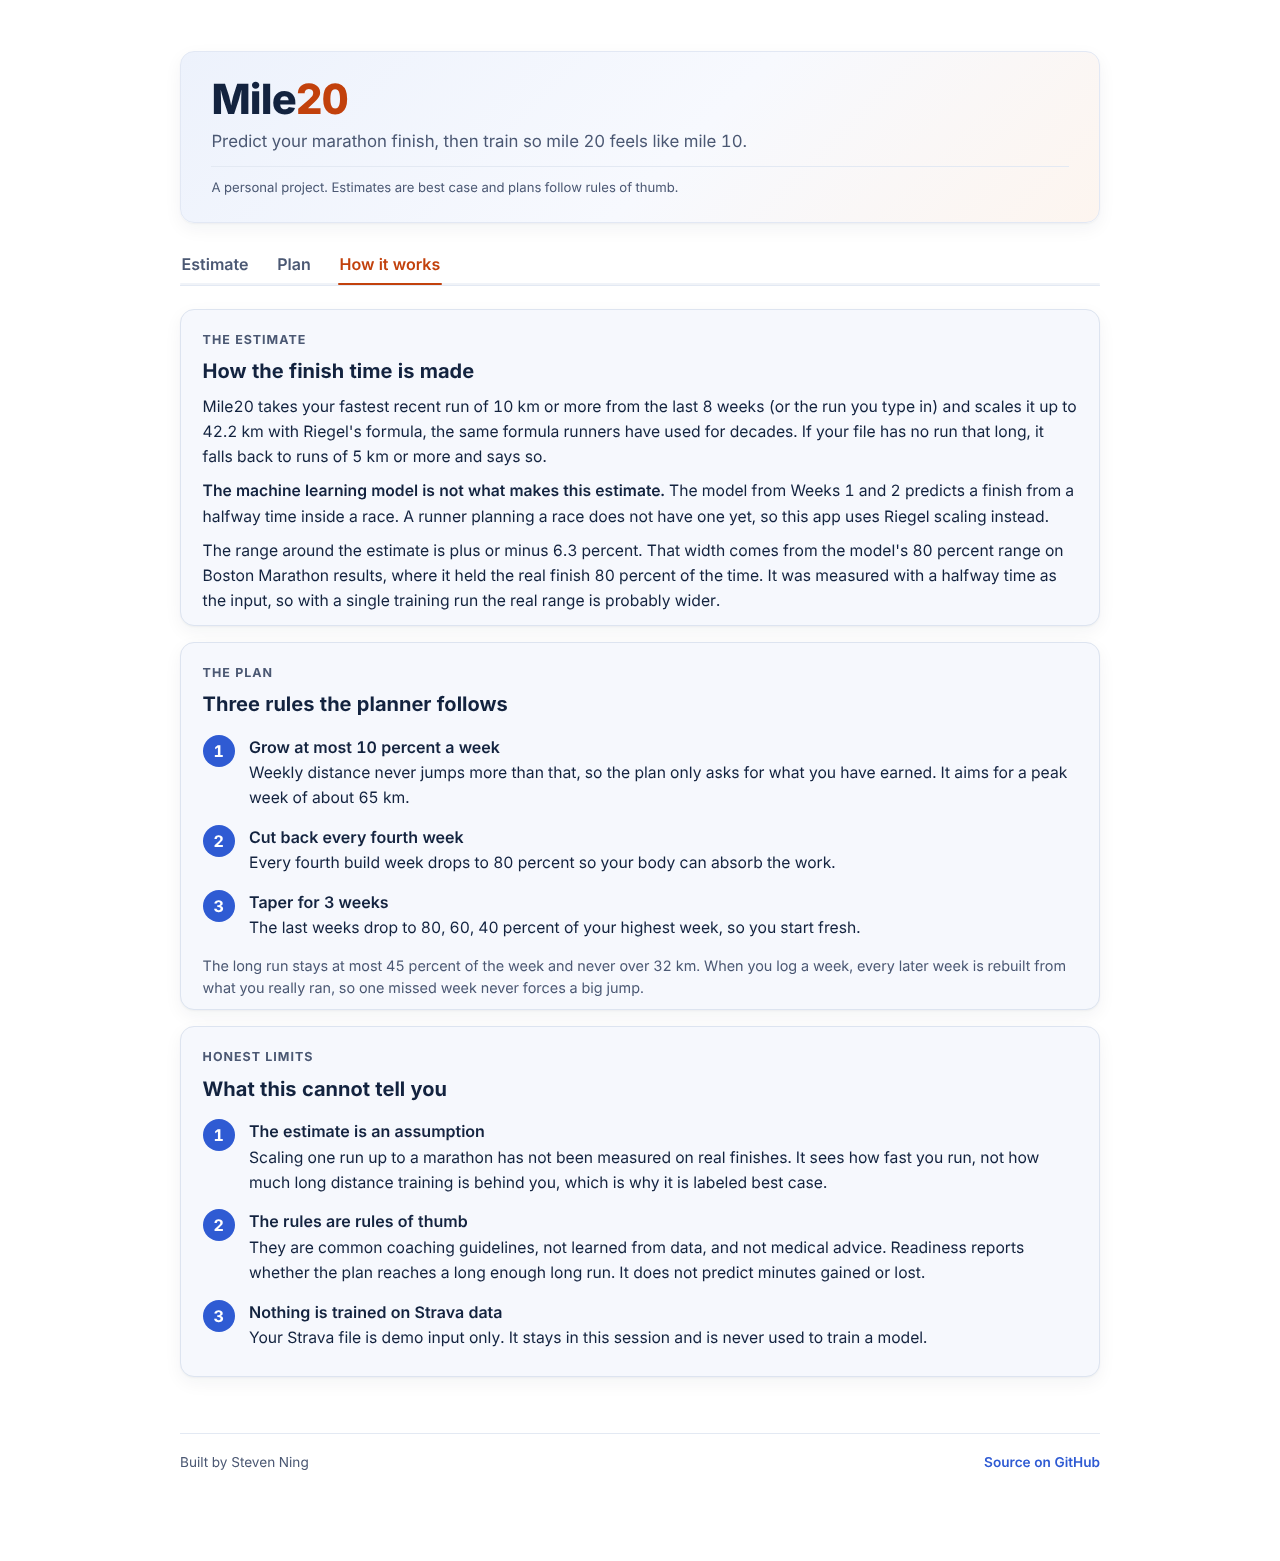 Mile20
Predict your marathon finish, then train so mile 20 feels like mile 10.
A personal project. Estimates are best case and plans follow rules of thumb.
Estimate Plan How it works
THE ESTIMATE
How the finish time is made
Mile20 takes your fastest recent run of 10 km or more from the last 8 weeks (or the run you type in) and scales it up to
42.2 km with Riegel's formula, the same formula runners have used for decades. If your file has no run that long, it
falls back to runs of 5 km or more and says so.
The machine learning model is not what makes this estimate. The model from Weeks 1 and 2 predicts a finish from a
halfway time inside a race. A runner planning a race does not have one yet, so this app uses Riegel scaling instead.
The range around the estimate is plus or minus 6.3 percent. That width comes from the model's 80 percent range on
Boston Marathon results, where it held the real finish 80 percent of the time. It was measured with a halfway time as
the input, so with a single training run the real range is probably wider.
THE PLAN
Three rules the planner follows
1 Grow at most 10 percent a week
Weekly distance never jumps more than that, so the plan only asks for what you have earned. It aims for a peak
week of about 65 km.
2 Cut back every fourth week
Every fourth build week drops to 80 percent so your body can absorb the work.
3 Taper for 3 weeks
The last weeks drop to 80, 60, 40 percent of your highest week, so you start fresh.
The long run stays at most 45 percent of the week and never over 32 km. When you log a week, every later week is rebuilt from
what you really ran, so one missed week never forces a big jump.
HONEST LIMITS
What this cannot tell you
1 The estimate is an assumption
Scaling one run up to a marathon has not been measured on real finishes. It sees how fast you run, not how
much long distance training is behind you, which is why it is labeled best case.
2 The rules are rules of thumb
They are common coaching guidelines, not learned from data, and not medical advice. Readiness reports
whether the plan reaches a long enough long run. It does not predict minutes gained or lost.
3 Nothing is trained on Strava data
Your Strava file is demo input only. It stays in this session and is never used to train a model.
Built by Steven Ning Source on GitHub